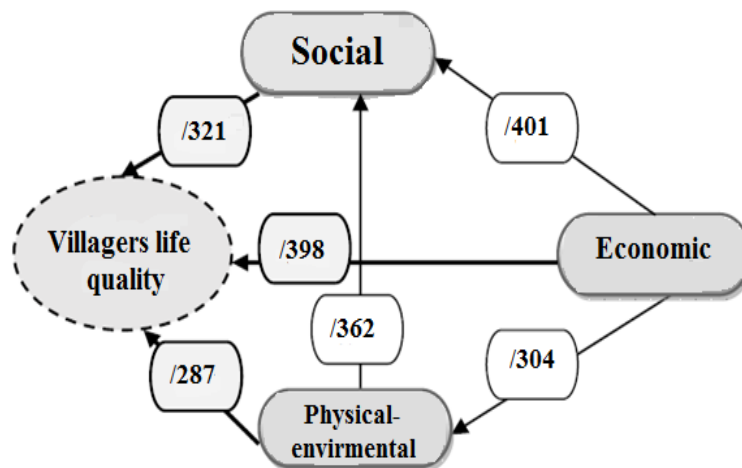 Social
/321
/401
Villagers life
quality
/398
Economic
/362
/287
/304
Physical-
envirmental